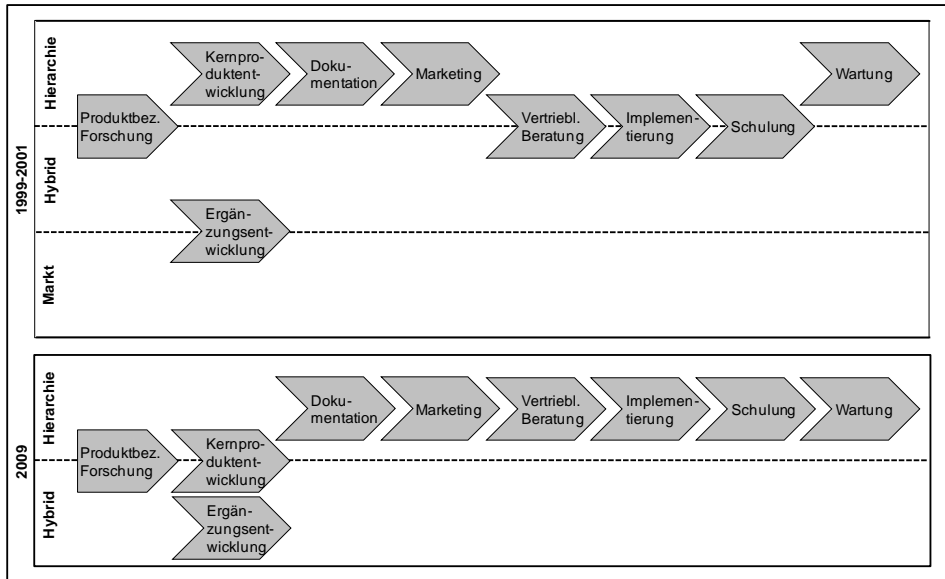 1999-2001
Hierarchie
Hybrid
Markt
Produktbez.
Forschung
Kernpro-
duktent-
wicklung
Ergän-
zungsent-
wicklung
Doku-
mentation
Marketing
Vertriebl.
Beratung
Implemen-
tierung
Schulung
Wartung
2009
Hierarchie
Hybrid
Produktbez.
Forschung
Kernpro-
duktent-
wicklung
Ergän-
zungsent-
wicklung
Doku-
mentation
Marketing
Vertriebl.
Beratung
Implemen-
tierung
Schulung
Wartung